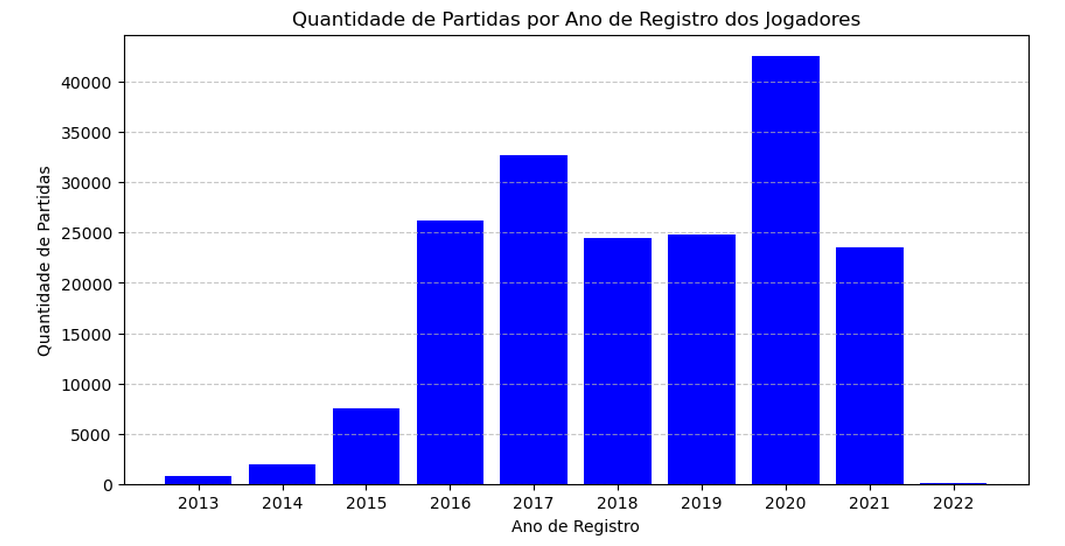 Quantidade de Partidas por Ano de Registro dos Jogadores
Quantidade de Partidas
40000
35000
30000
25000
20000
15000
10000
5000
0
2013 2014 2015 2016 2017 2018 2019 2020 2021 2022
Ano de Registro